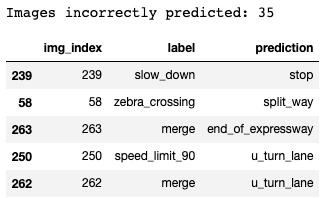 Images incorrectly predicted: 35
img_index label prediction
239 239 slow_down stop
58 58 zebra_crossing split_way
263 263 merge end_of_expressway
250 250 speed_limit_90 u_turn_lane
262 262 merge u_turn_lane